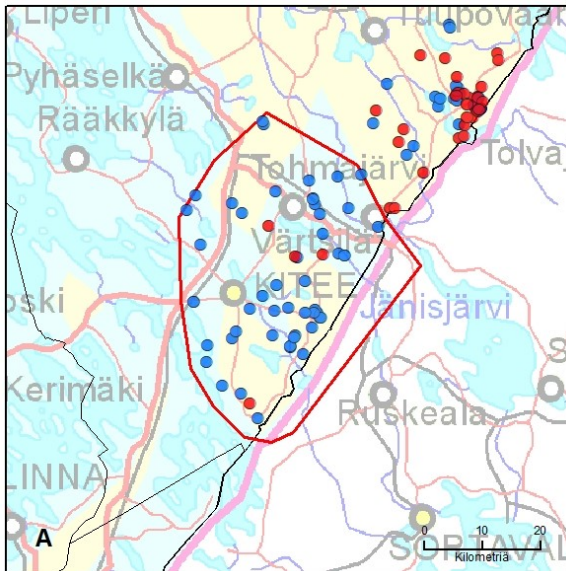 Liperi
Tuupovaara
Pyhäselkä
Rääkkylä
Tohmajärvi
Tolvaj
Värtsilä
KITEE
oski
Jänisjärvi
S
Kerimäki
Ruskeala
LINNA
A
SORTAVAL
0 10 20
Kilometriä